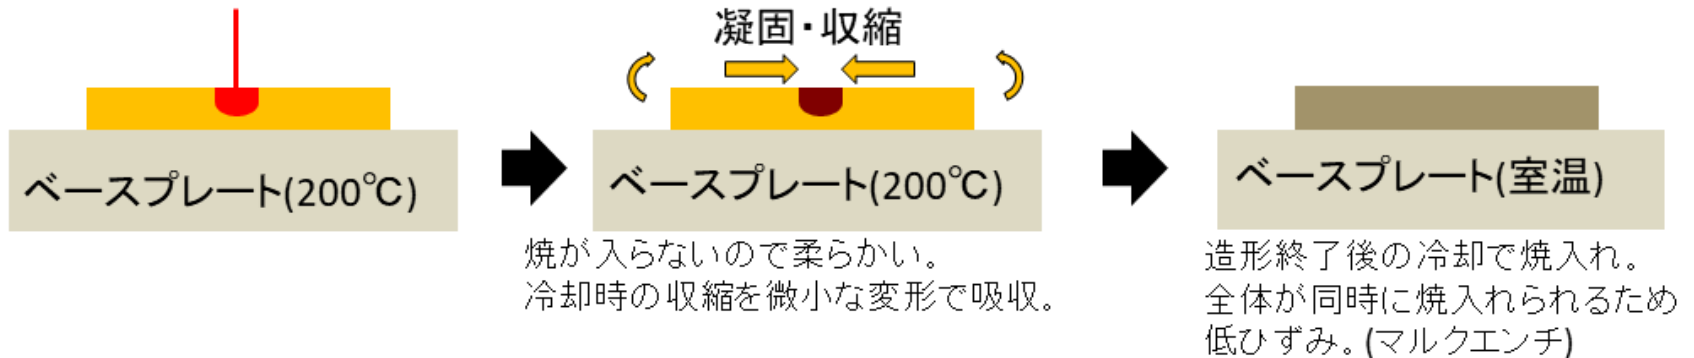 凝固・収縮
ベースプレート(200℃)
ベースプレート(200℃)
ベースプレート(室温)
焼が入らないので柔らかい。
冷却時の収縮を微小な変形で吸収。
造形終了後の冷却で焼入れ。
全体が同時に焼入れられるため
低ひずみ。(マルクエンチ)